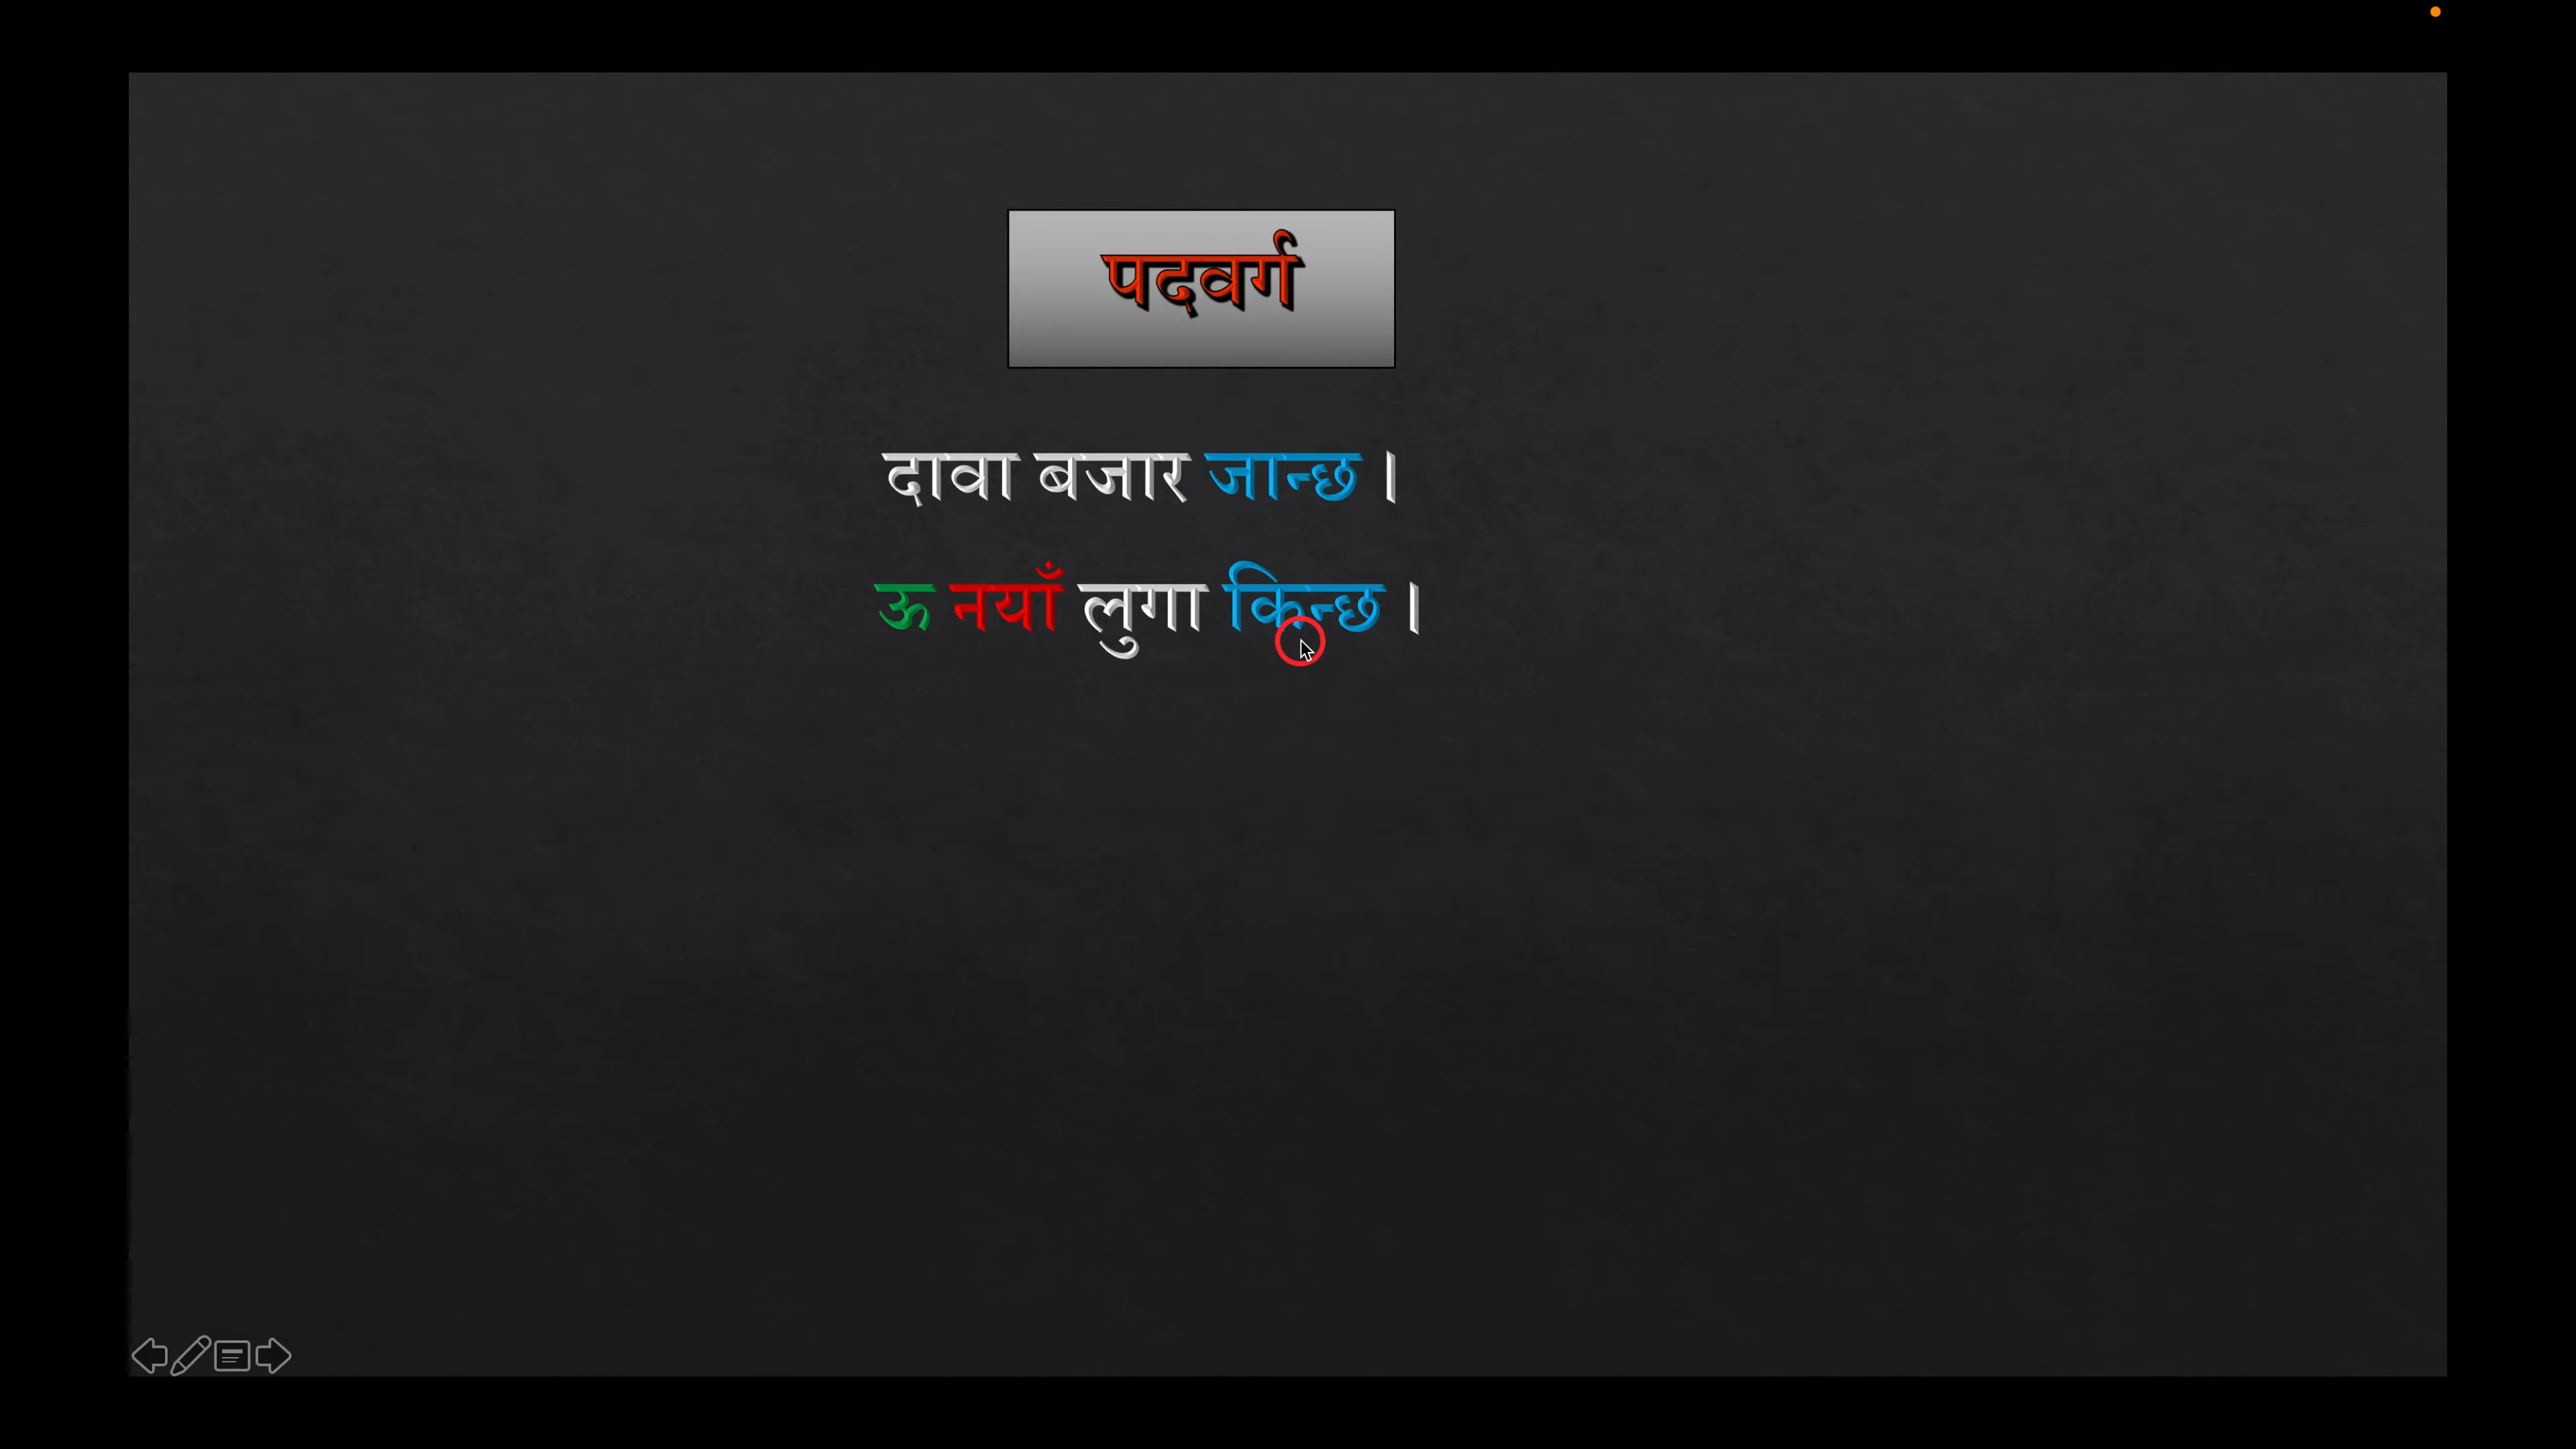 पदवर्ग
दावा बजार जान्छ ।
ऊ नयाँ लुगा किन्छ ।